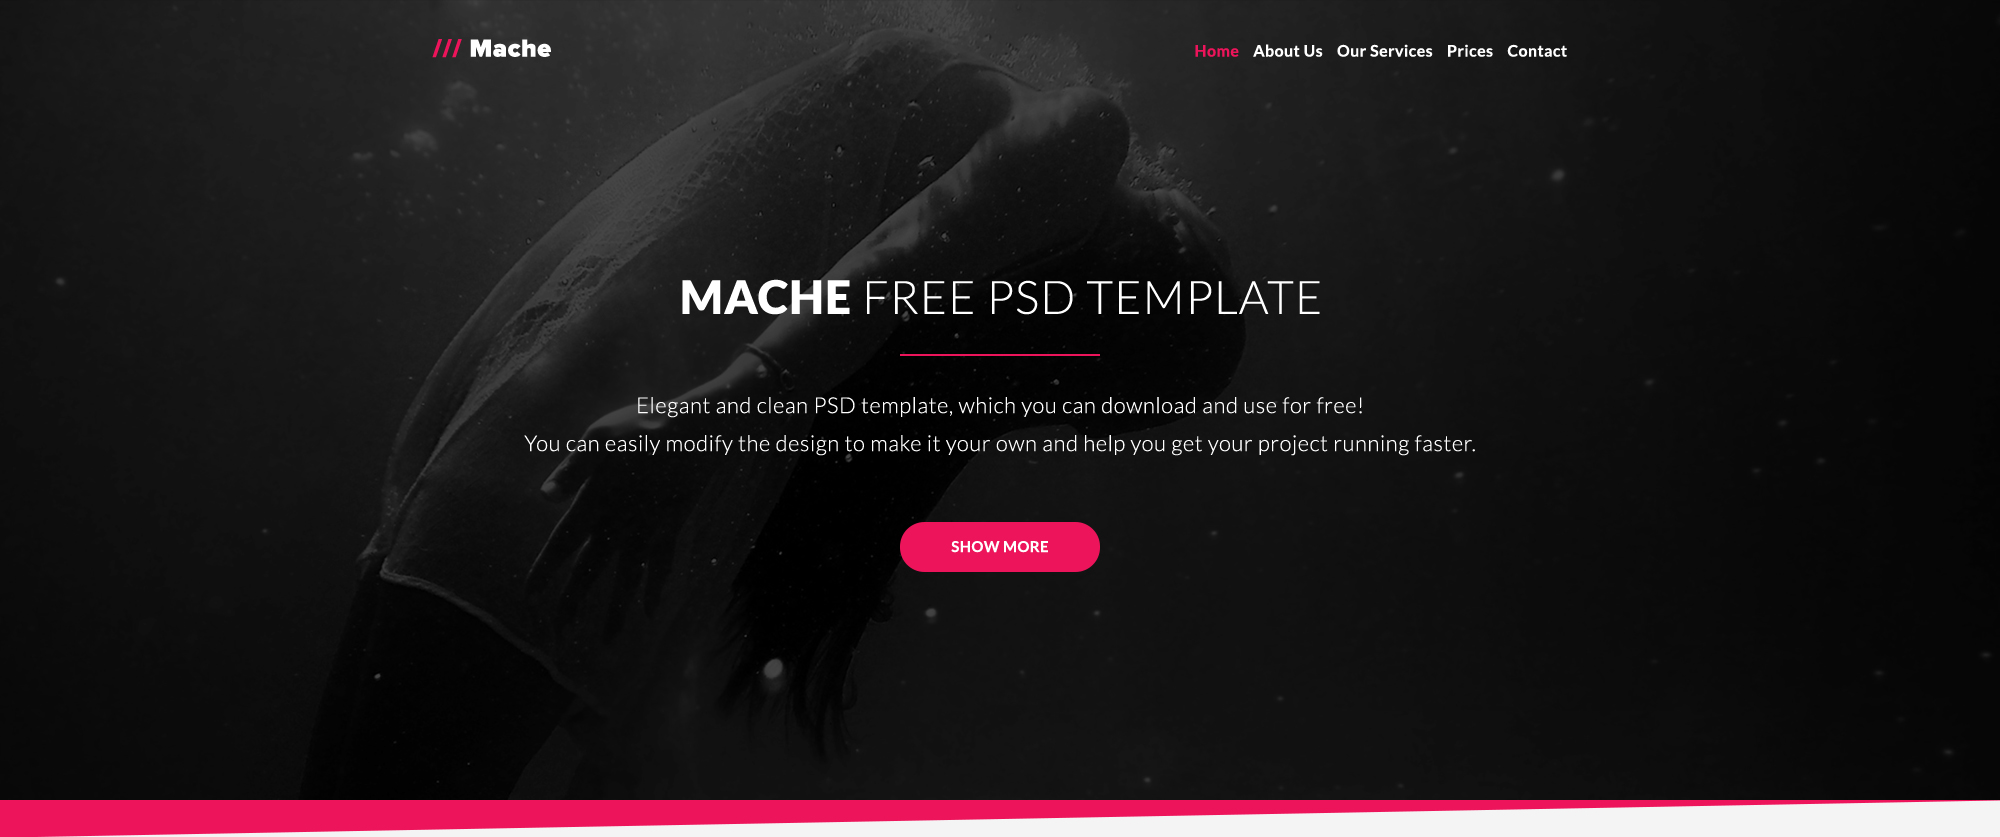 /// Mache
Home About Us Our Services Prices Contact
MACHE FREE PSD TEMPLATE
Elegant and clean PSD template, which you can download and use for free!
You can easily modify the design to make it your own and help you get your project running faster.
SHOW MORE